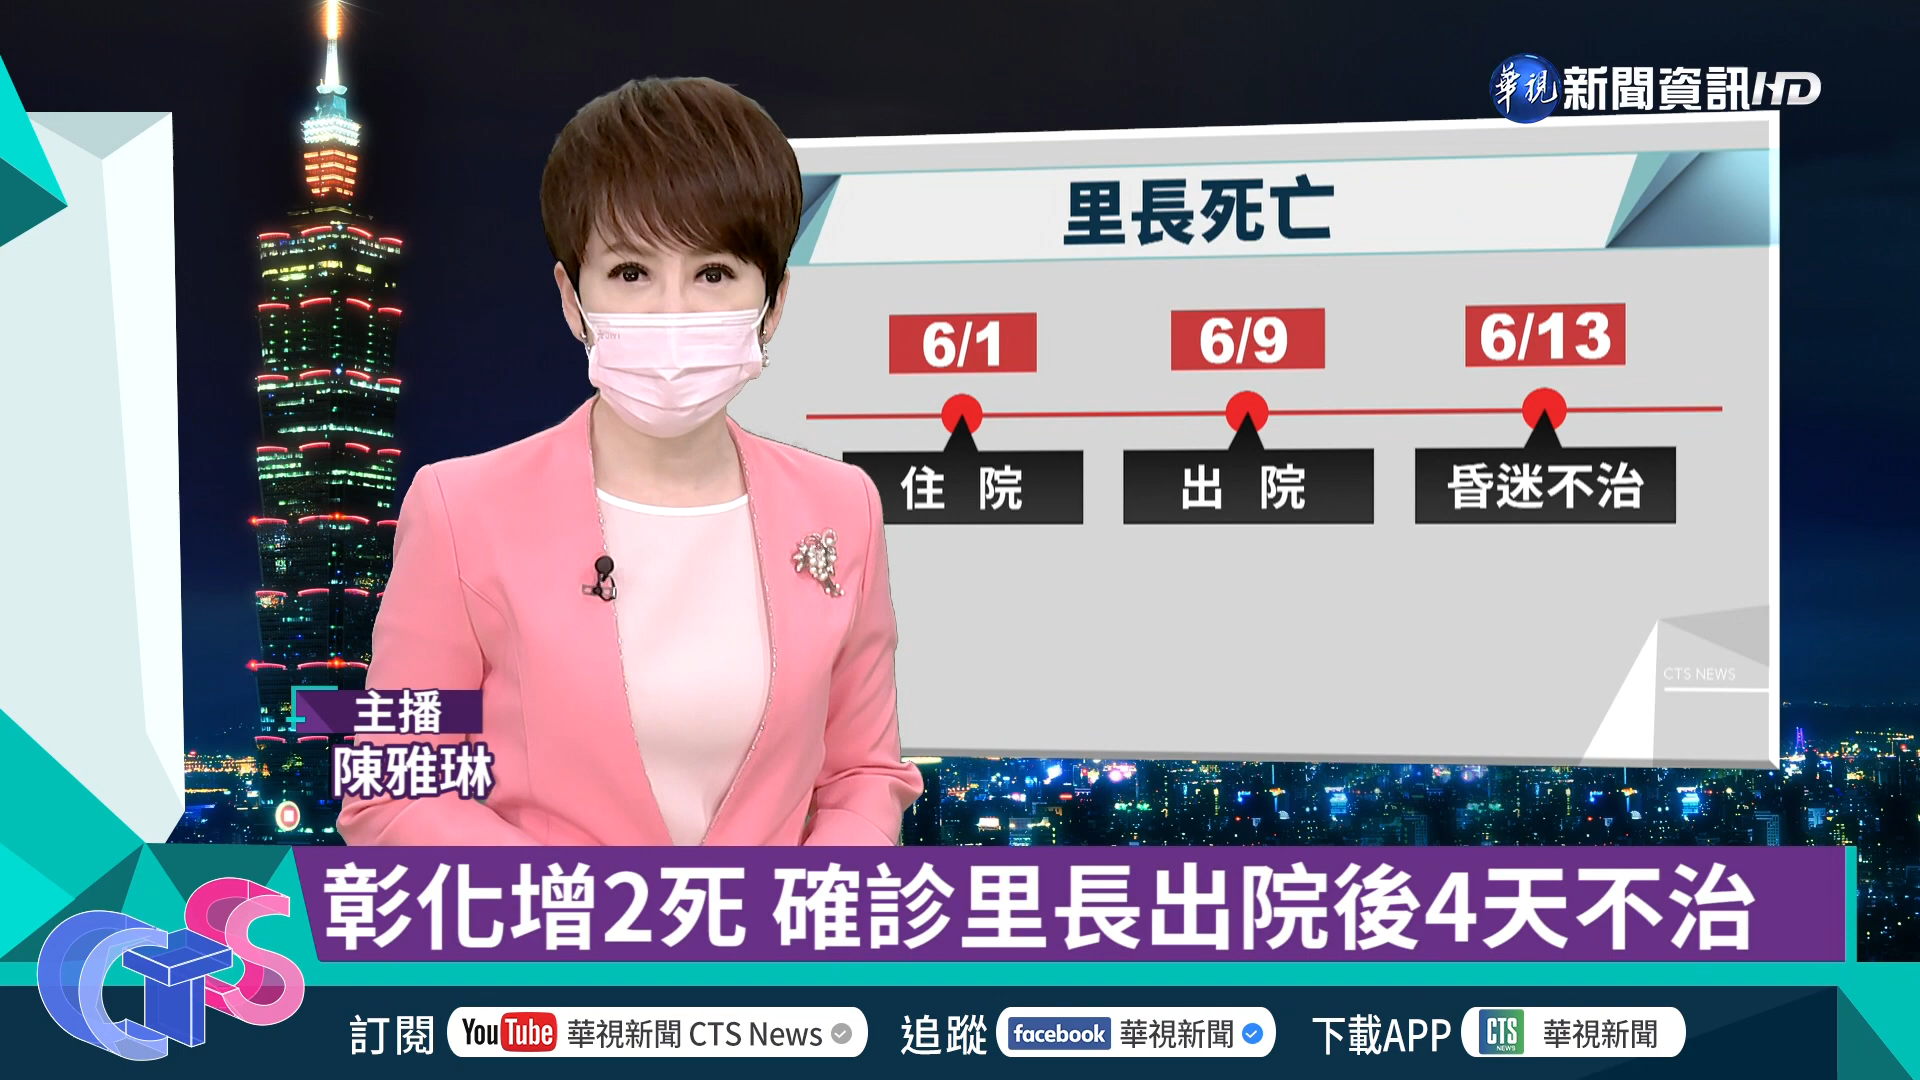 華視新聞資訊HD
里長死亡
6/1
6/9
6/13
住 院
出 院
昏迷不治
CTS NEWS
主播
陳雅琳
彰化增2死 確診里長出院後4天不治
CTS
訂閱 YouTube 華視新聞 CTS News 追蹤 facebook 華視新聞 下載APP CTS NEWS 華視新聞